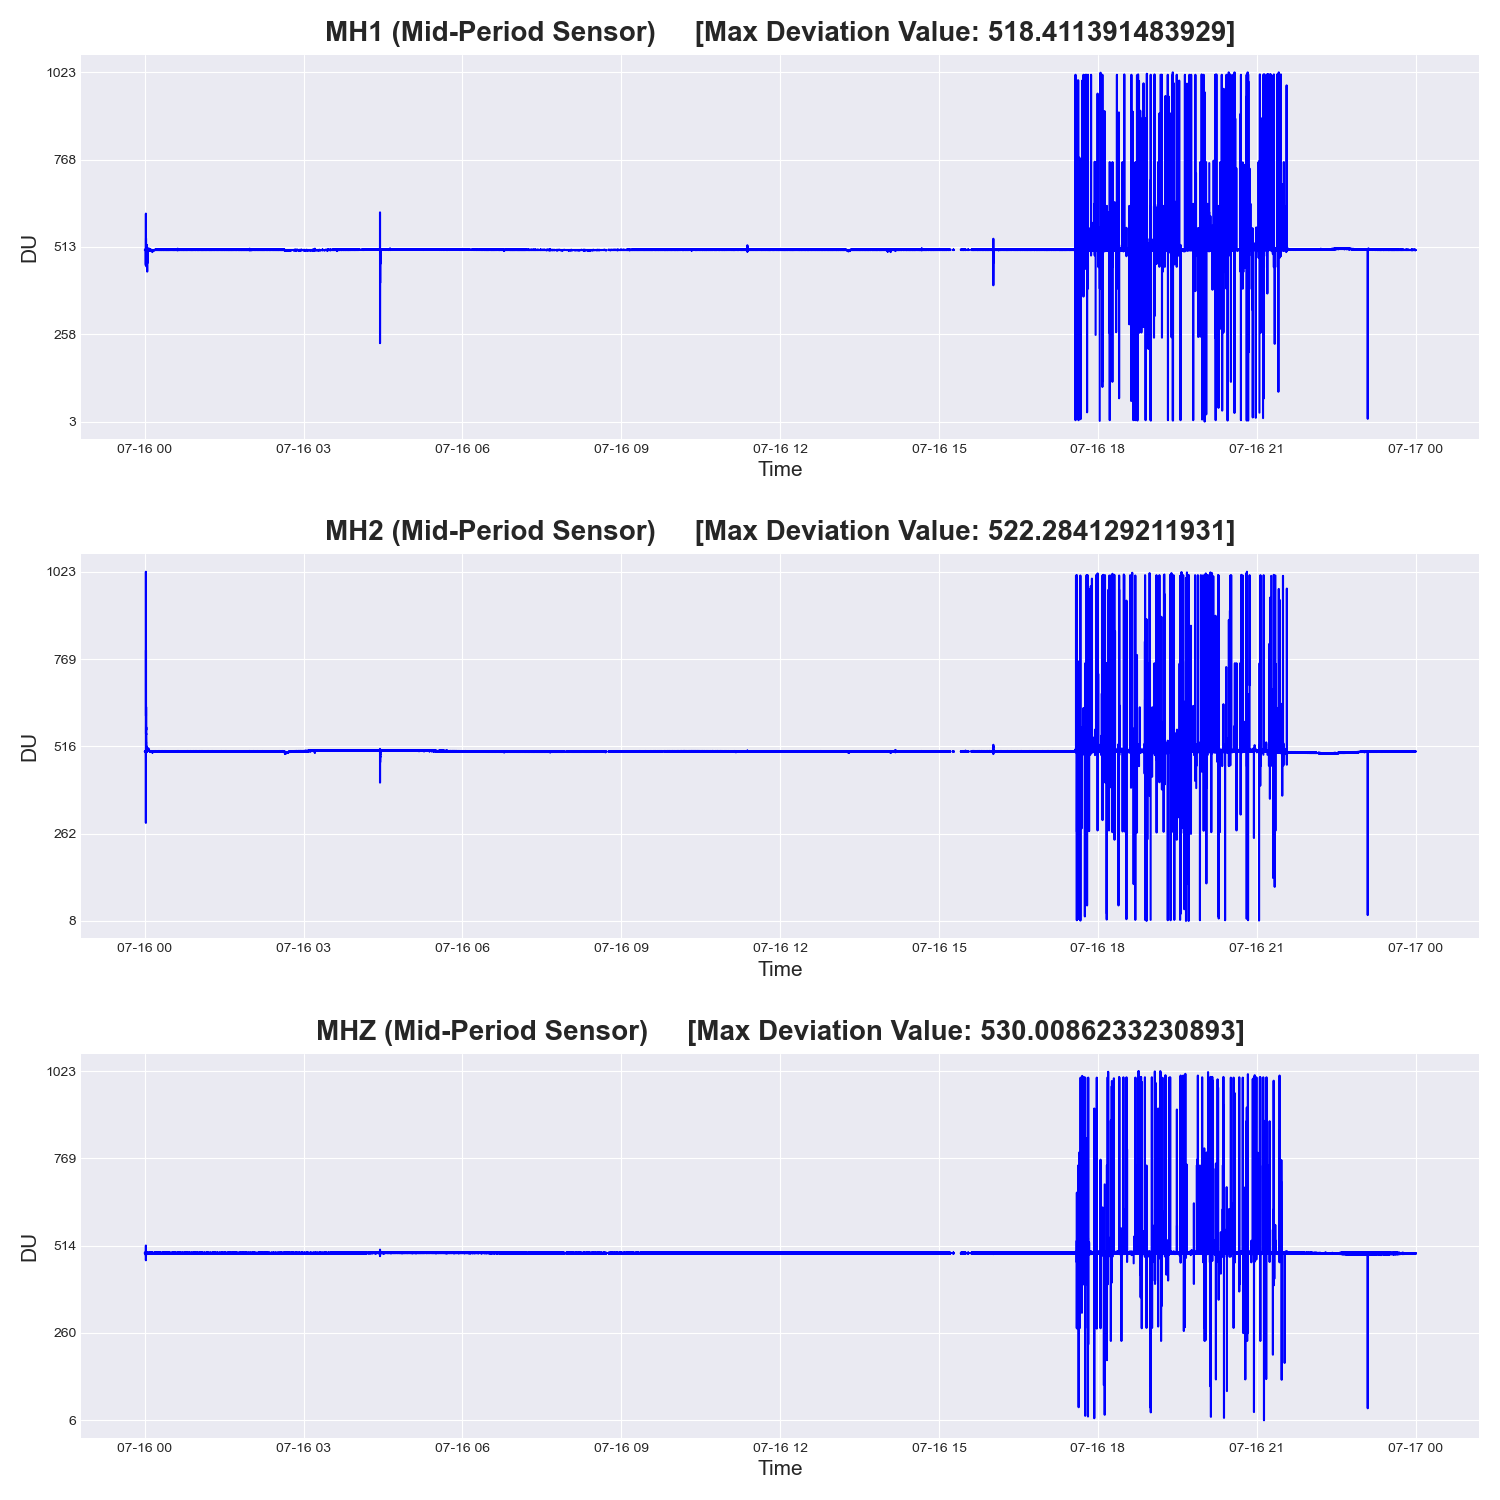 MH1 (Mid-Period Sensor) [Max Deviation Value: 518.411391483929]
1023
768
513
258
3
DU
07-16 00 07-16 03 07-16 06 07-16 09 07-16 12 07-16 15 07-16 18 07-16 21 07-17 00
Time
MH2 (Mid-Period Sensor) [Max Deviation Value: 522.284129211931]
1023
769
516
262
8
DU
07-16 00 07-16 03 07-16 06 07-16 09 07-16 12 07-16 15 07-16 18 07-16 21 07-17 00
Time
MHZ (Mid-Period Sensor) [Max Deviation Value: 530.0086233230893]
1023
769
514
260
6
DU
07-16 00 07-16 03 07-16 06 07-16 09 07-16 12 07-16 15 07-16 18 07-16 21 07-17 00
Time